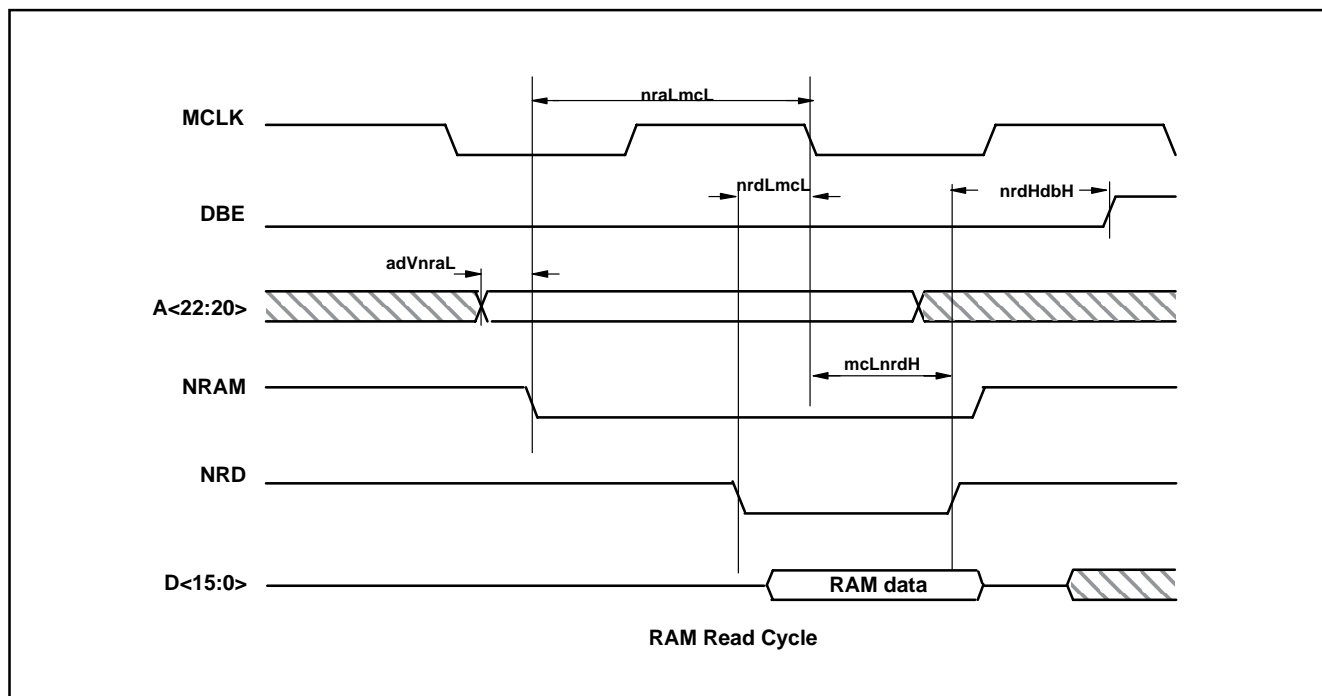 nraLmcL
MCLK
nrdLmcL
nrdHdbH
DBE
adVnraL
A<22:20>
mcLnrdH
NRAM
NRD
D<15:0>
RAM data
RAM Read Cycle